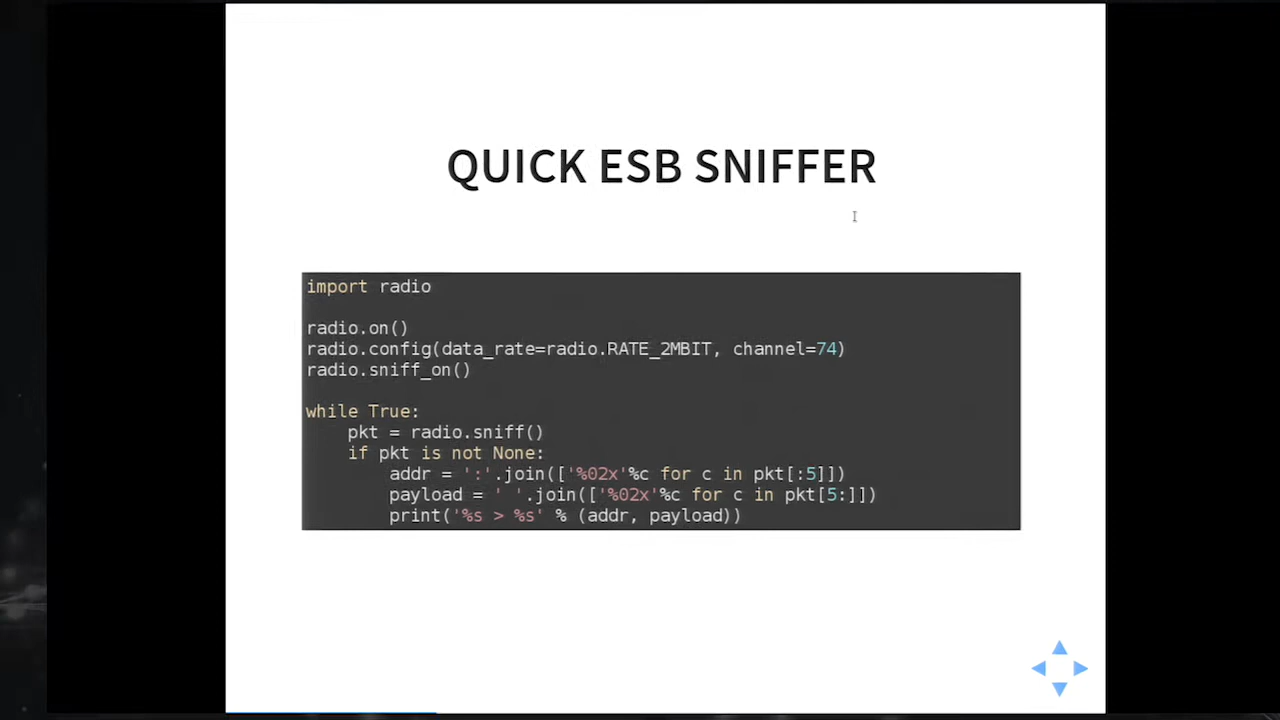 QUICK ESB SNIFFER
import radio
radio.on()
radio.config(data_rate=radio.RATE_2MBIT, channel=74)
radio.sniff_on()
while True:
    pkt = radio.sniff()
    if pkt is not None:
        addr = ':'.join(['%02x'%c for c in pkt[:5]])
        payload = ' '.join(['%02x'%c for c in pkt[5:]])
        print('%s > %s' % (addr, payload))